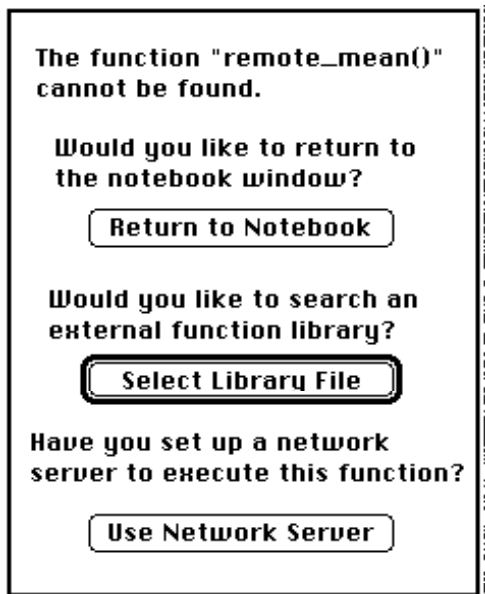 The function "remote_mean()"
cannot be found.
Would you like to return to
the notebook window?
Return to Notebook
Would you like to search an
external function library?
Select Library File
Have you set up a network
server to execute this function?
Use Network Server